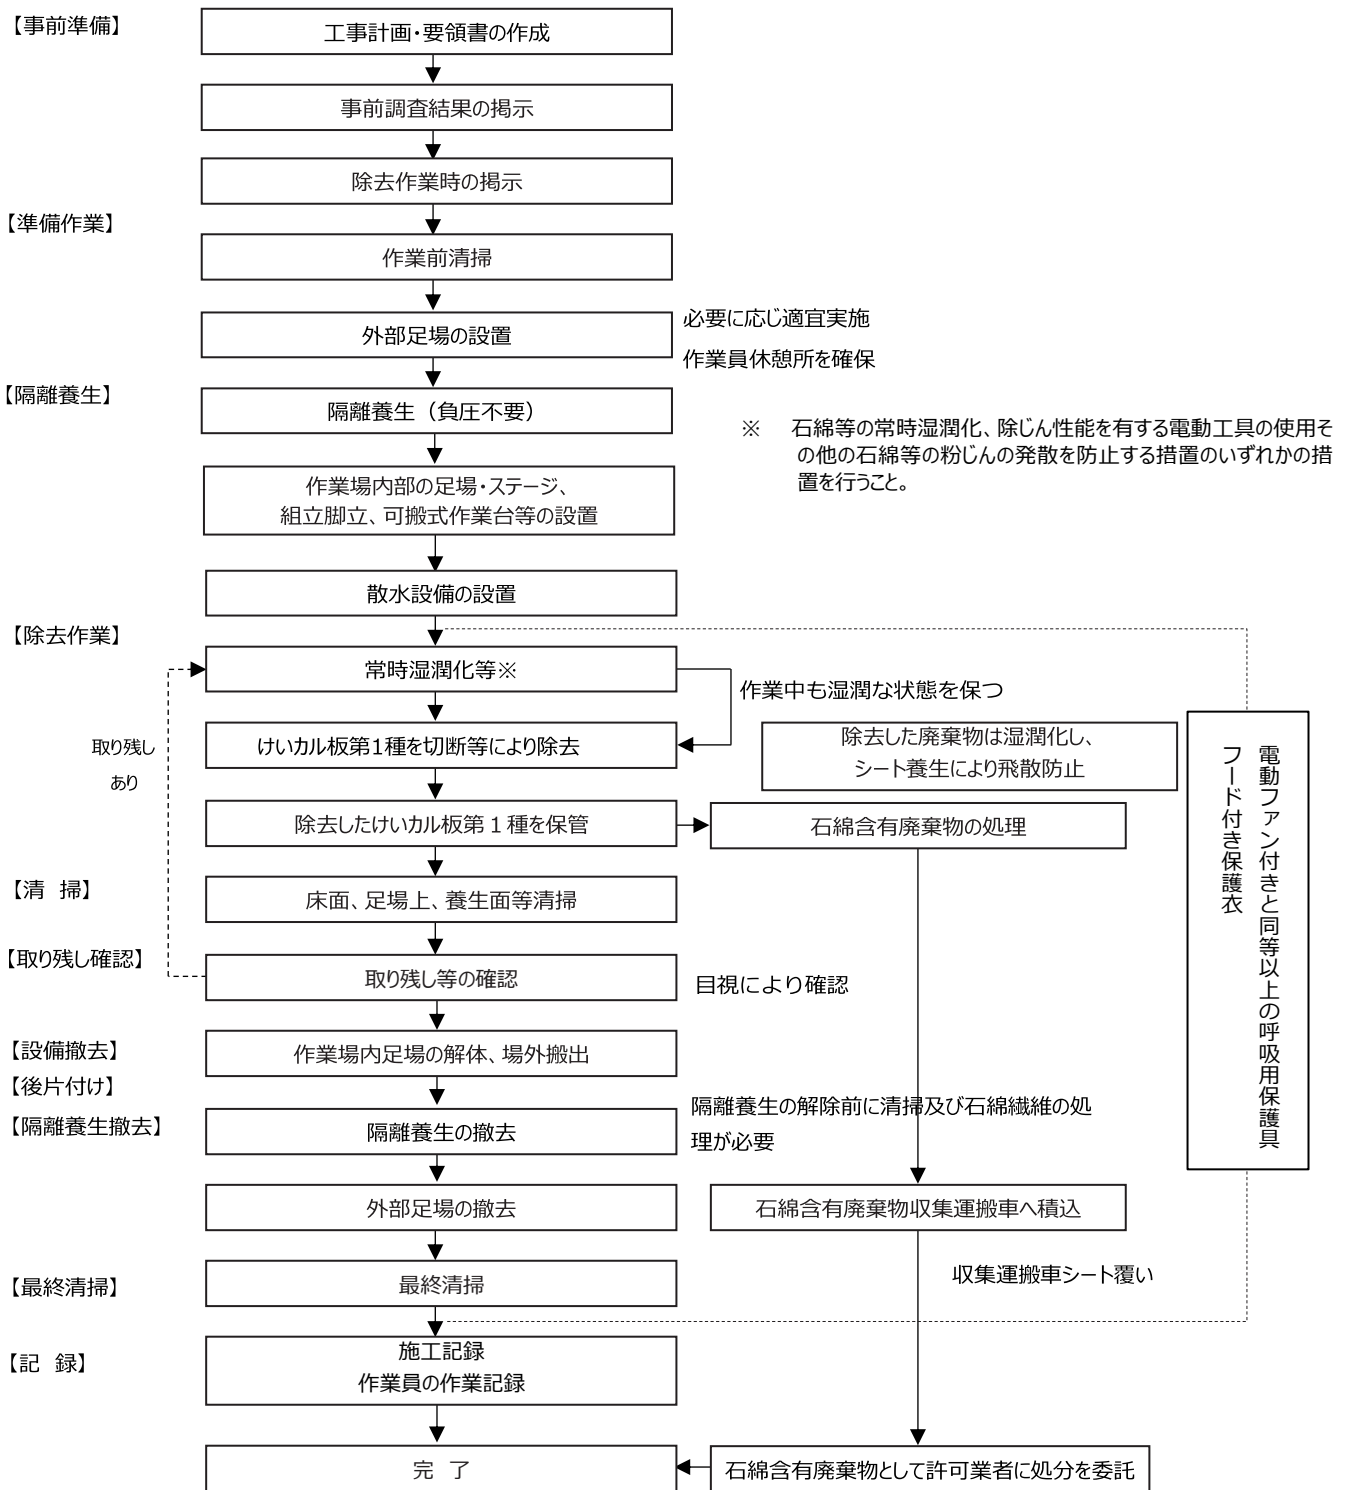 【事前準備】
工事計画・要領書の作成
事前調査結果の掲示
除去作業時の掲示
【準備作業】
作業前清掃
外部足場の設置
必要に応じ適宜実施
作業員休憩所を確保
【隔離養生】
隔離養生（負圧不要）
※　石綿等の常時湿潤化、除じん性能を有する電動工具の使用そ
の他の石綿等の粉じんの発散を防止する措置のいずれかの措
置を行うこと。
作業場内部の足場・ステージ、
組立脚立、可搬式作業台等の設置
散水設備の設置
【除去作業】
常時湿潤化等※
作業中も湿潤な状態を保つ
取り残し
あり
けいカル板第1種を切断等により除去
除去した廃棄物は湿潤化し、
シート養生により飛散防止
電動ファン付きと同等以上の呼吸用保護具
フード付き保護衣
除去したけいカル板第１種を保管
石綿含有廃棄物の処理
【清　掃】
床面、足場上、養生面等清掃
【取り残し確認】
取り残し等の確認
目視により確認
【設備撤去】
作業場内足場の解体、場外搬出
【後片付け】
【隔離養生撤去】
隔離養生の撤去
隔離養生の解除前に清掃及び石綿繊維の処
理が必要
外部足場の撤去
石綿含有廃棄物収集運搬車へ積込
収集運搬車シート覆い
【最終清掃】
最終清掃
【記　録】
施工記録
作業員の作業記録
完　了
石綿含有廃棄物として許可業者に処分を委託